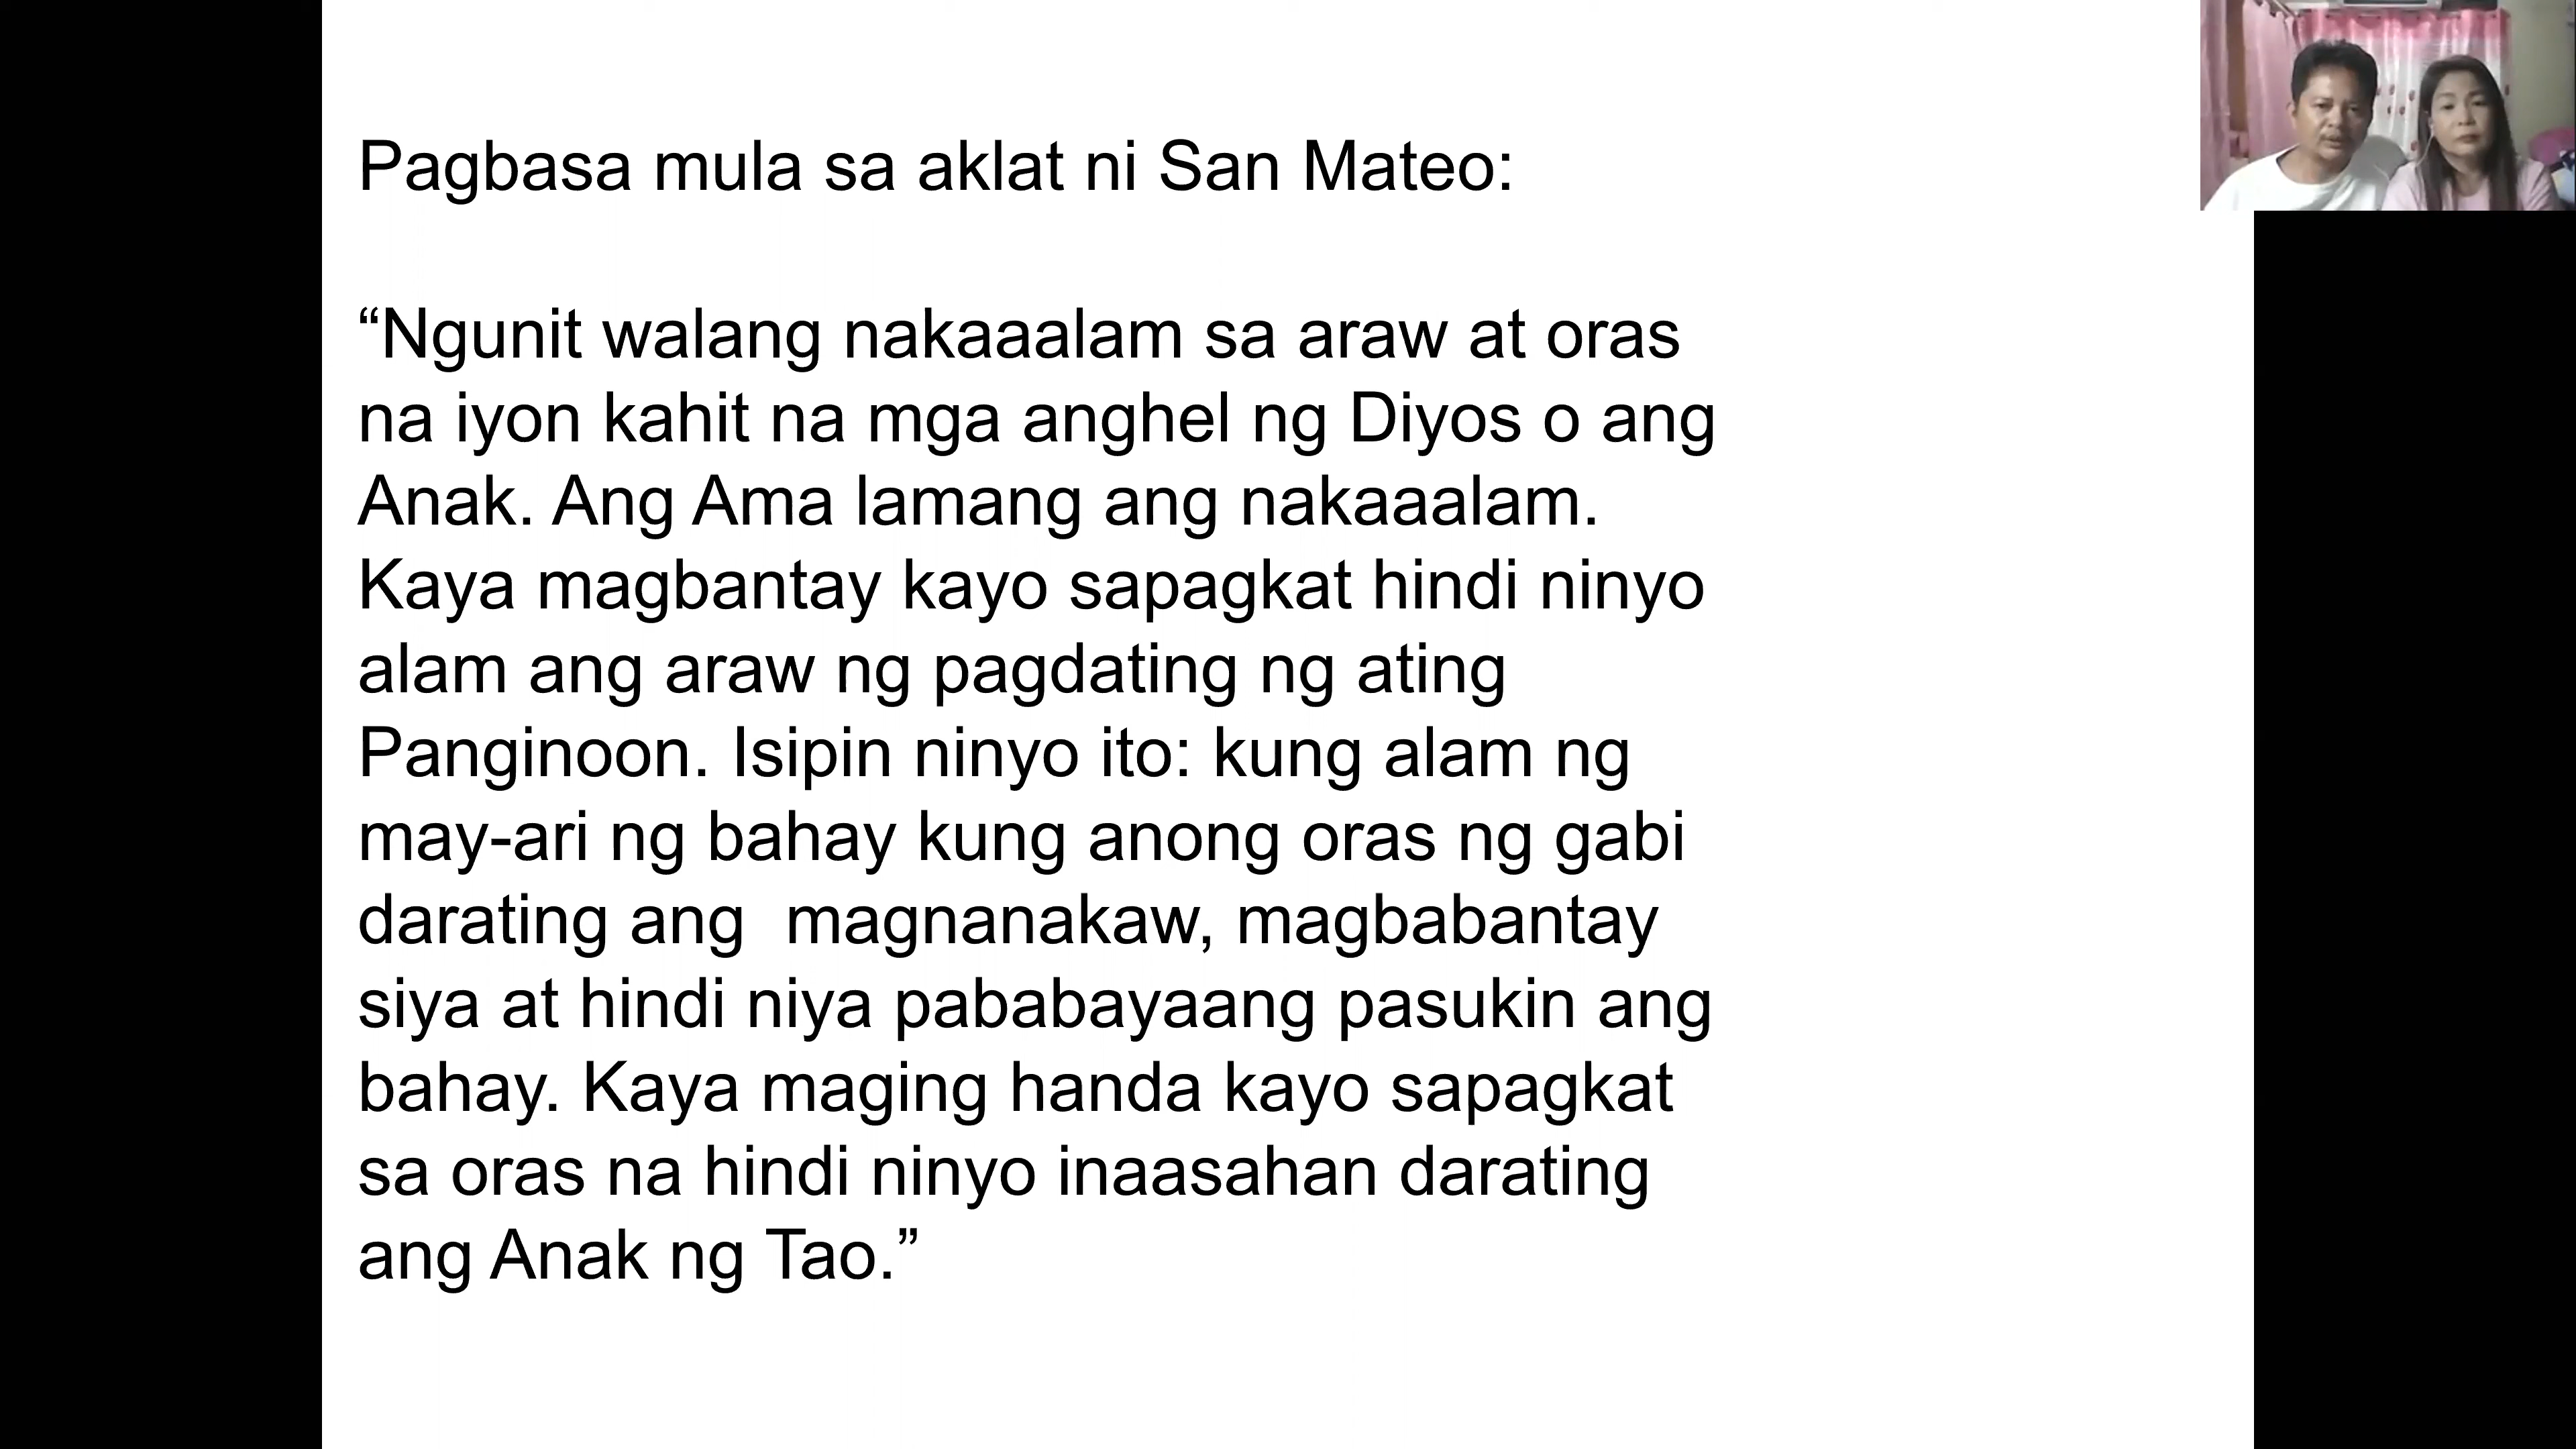 Pagbasa mula sa aklat ni San Mateo:
“Ngunit walang nakaaalam sa araw at oras
na iyon kahit na mga anghel ng Diyos o ang
Anak. Ang Ama lamang ang nakaaalam.
Kaya magbantay kayo sapagkat hindi ninyo
alam ang araw ng pagdating ng ating
Panginoon. Isipin ninyo ito: kung alam ng
may-ari ng bahay kung anong oras ng gabi
darating ang  magnanakaw, magbabantay
siya at hindi niya pababayaang pasukin ang
bahay. Kaya maging handa kayo sapagkat
sa oras na hindi ninyo inaasahan darating
ang Anak ng Tao.”